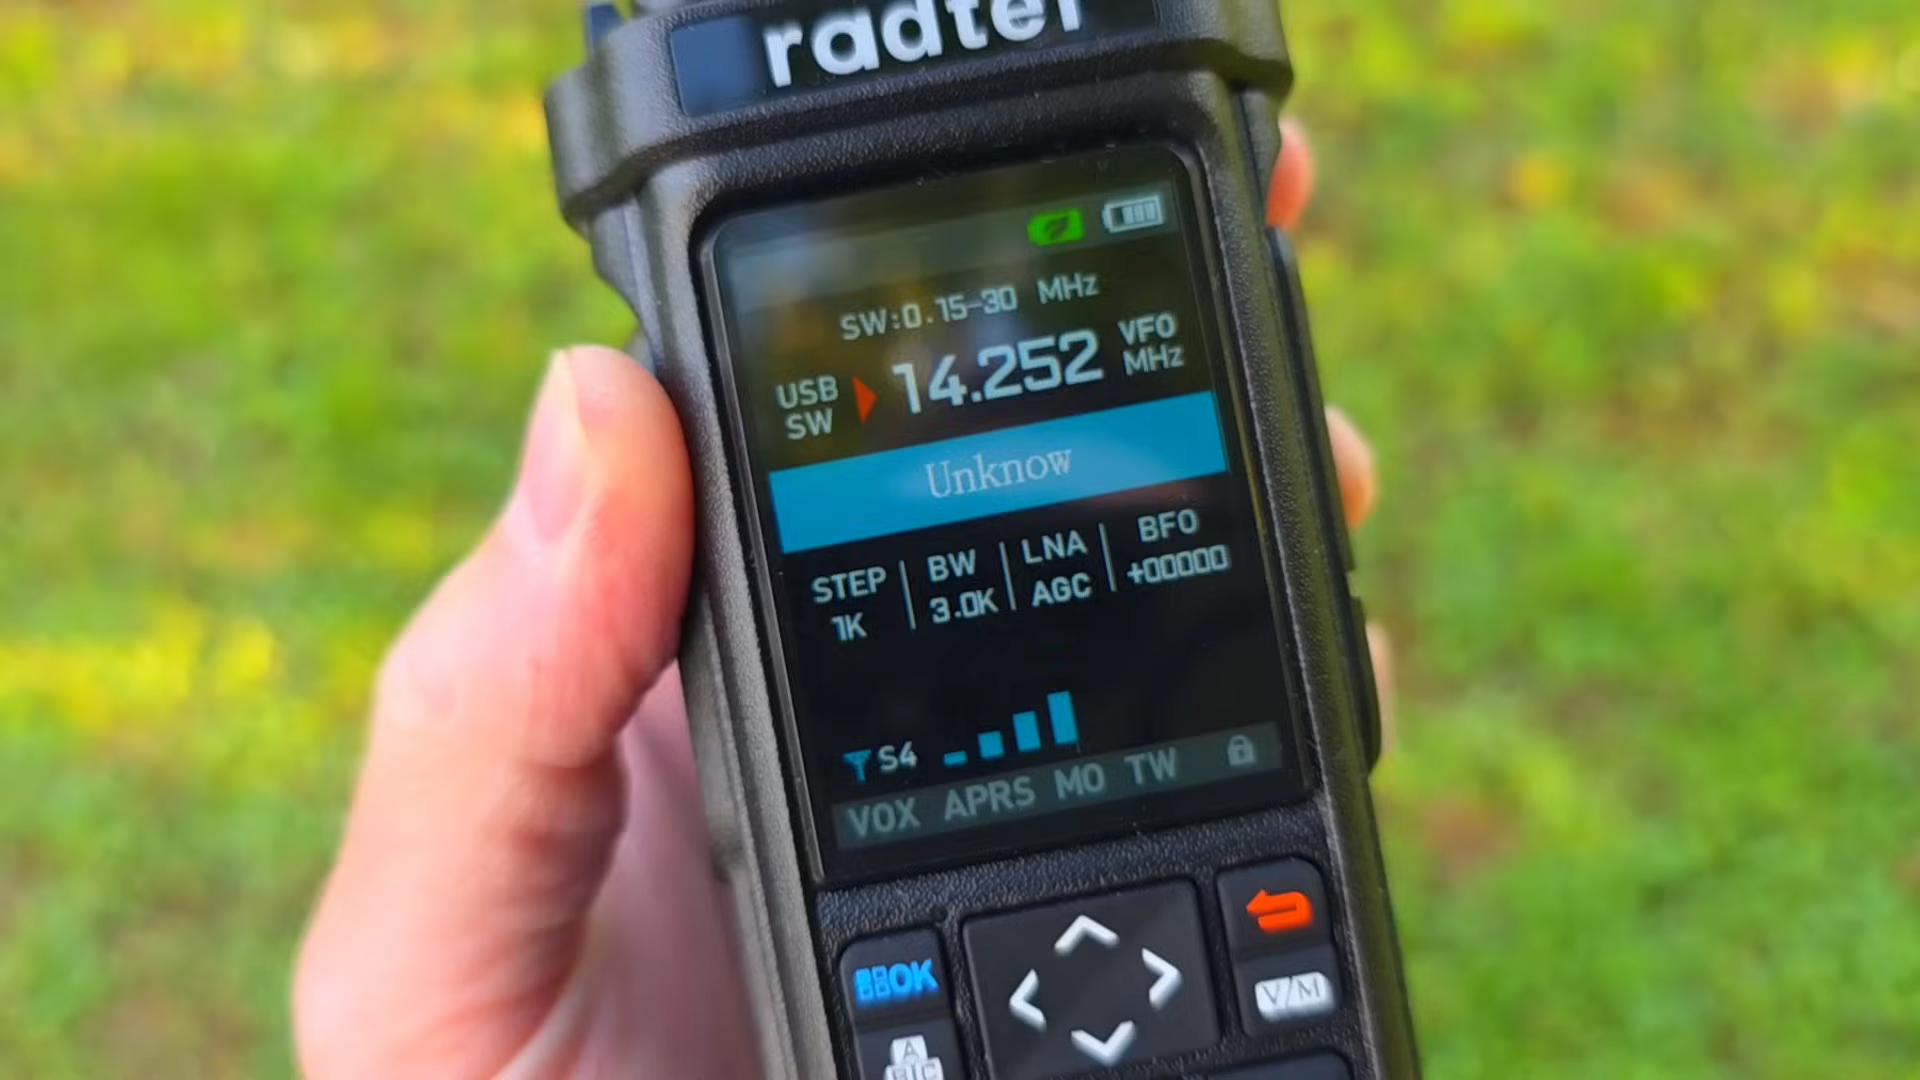 radtel
SW:0.15-30 MHz
USB
SW
14.252
VFO
MHz
Unknow
STEP
1K
BW
3.0K
LNA
AGC
BFO
+00000
S4
VOX APRS MO TW
OK
V/M
A
B C